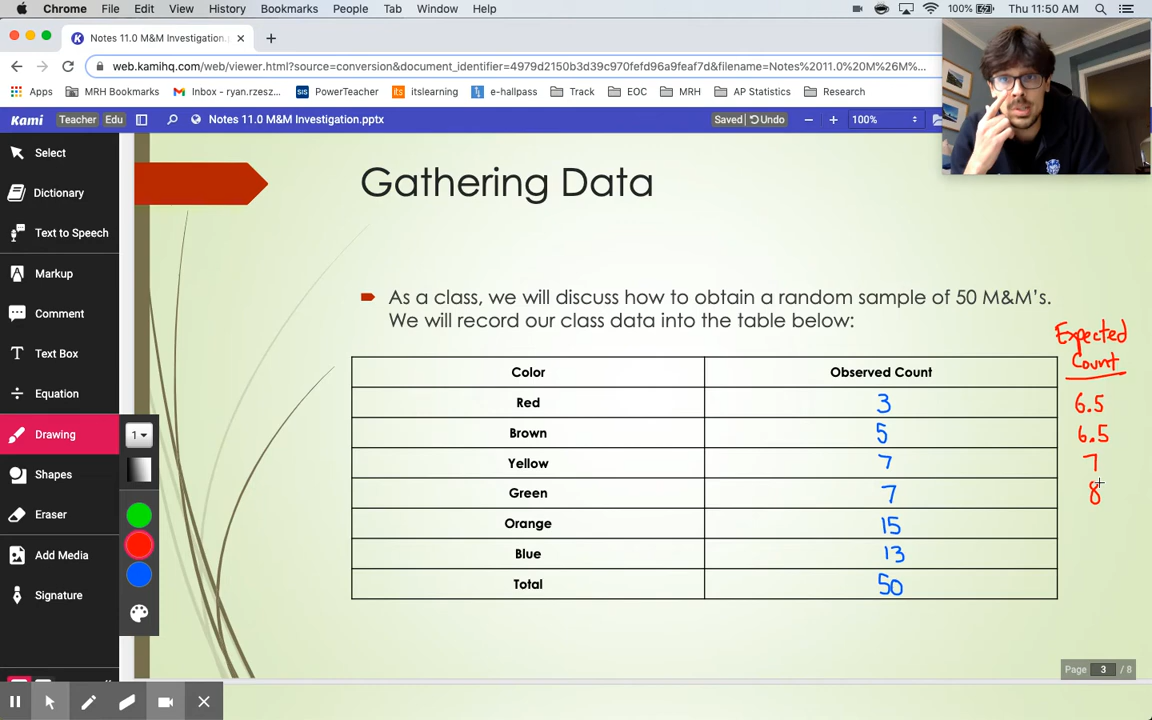 Chrome File Edit View History Bookmarks People Tab Window Help 100% Thu 11:50 AM
Notes 11.0 M&M Investigation.
web.kamihq.com/web/viewer.html?source=conversion&document_identifier=4979d2150b3d39c970fefd96a9feaf7d&filename=Notes%2011.0%20M%26M%...
Apps MRH Bookmarks Inbox - ryan.rzesz... PowerTeacher its itslearning e-hallpass Track EOC MRH AP Statistics Research
Kami Teacher Edu Notes 11.0 M&M Investigation.pptx Saved Undo 100%
Select
Dictionary
Text to Speech
Markup
Comment
Text Box
Equation
Drawing
1
Shapes
Eraser
Add Media
Signature
Gathering Data
As a class, we will discuss how to obtain a random sample of 50 M&M's.
We will record our class data into the table below:
Expected
Count
Color Observed Count
Red 3 6.5
Brown 5 6.5
Yellow 7 7
Green 7 8
Orange 15
Blue 13
Total 50
Page 3 / 8